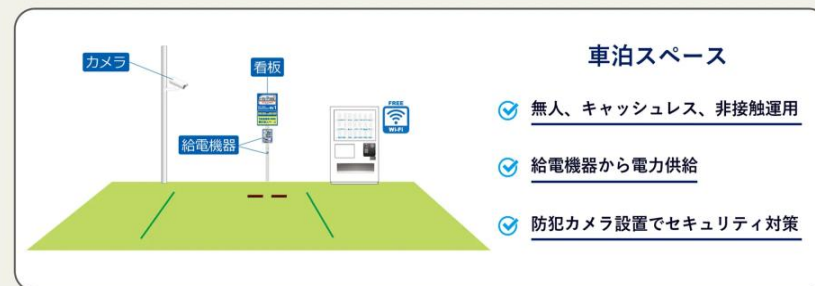 カメラ
看板
給電機器
FREE
Wi-Fi
車泊スペース
無人、キャッシュレス、非接触運用
給電機器から電力供給
防犯カメラ設置でセキュリティ対策